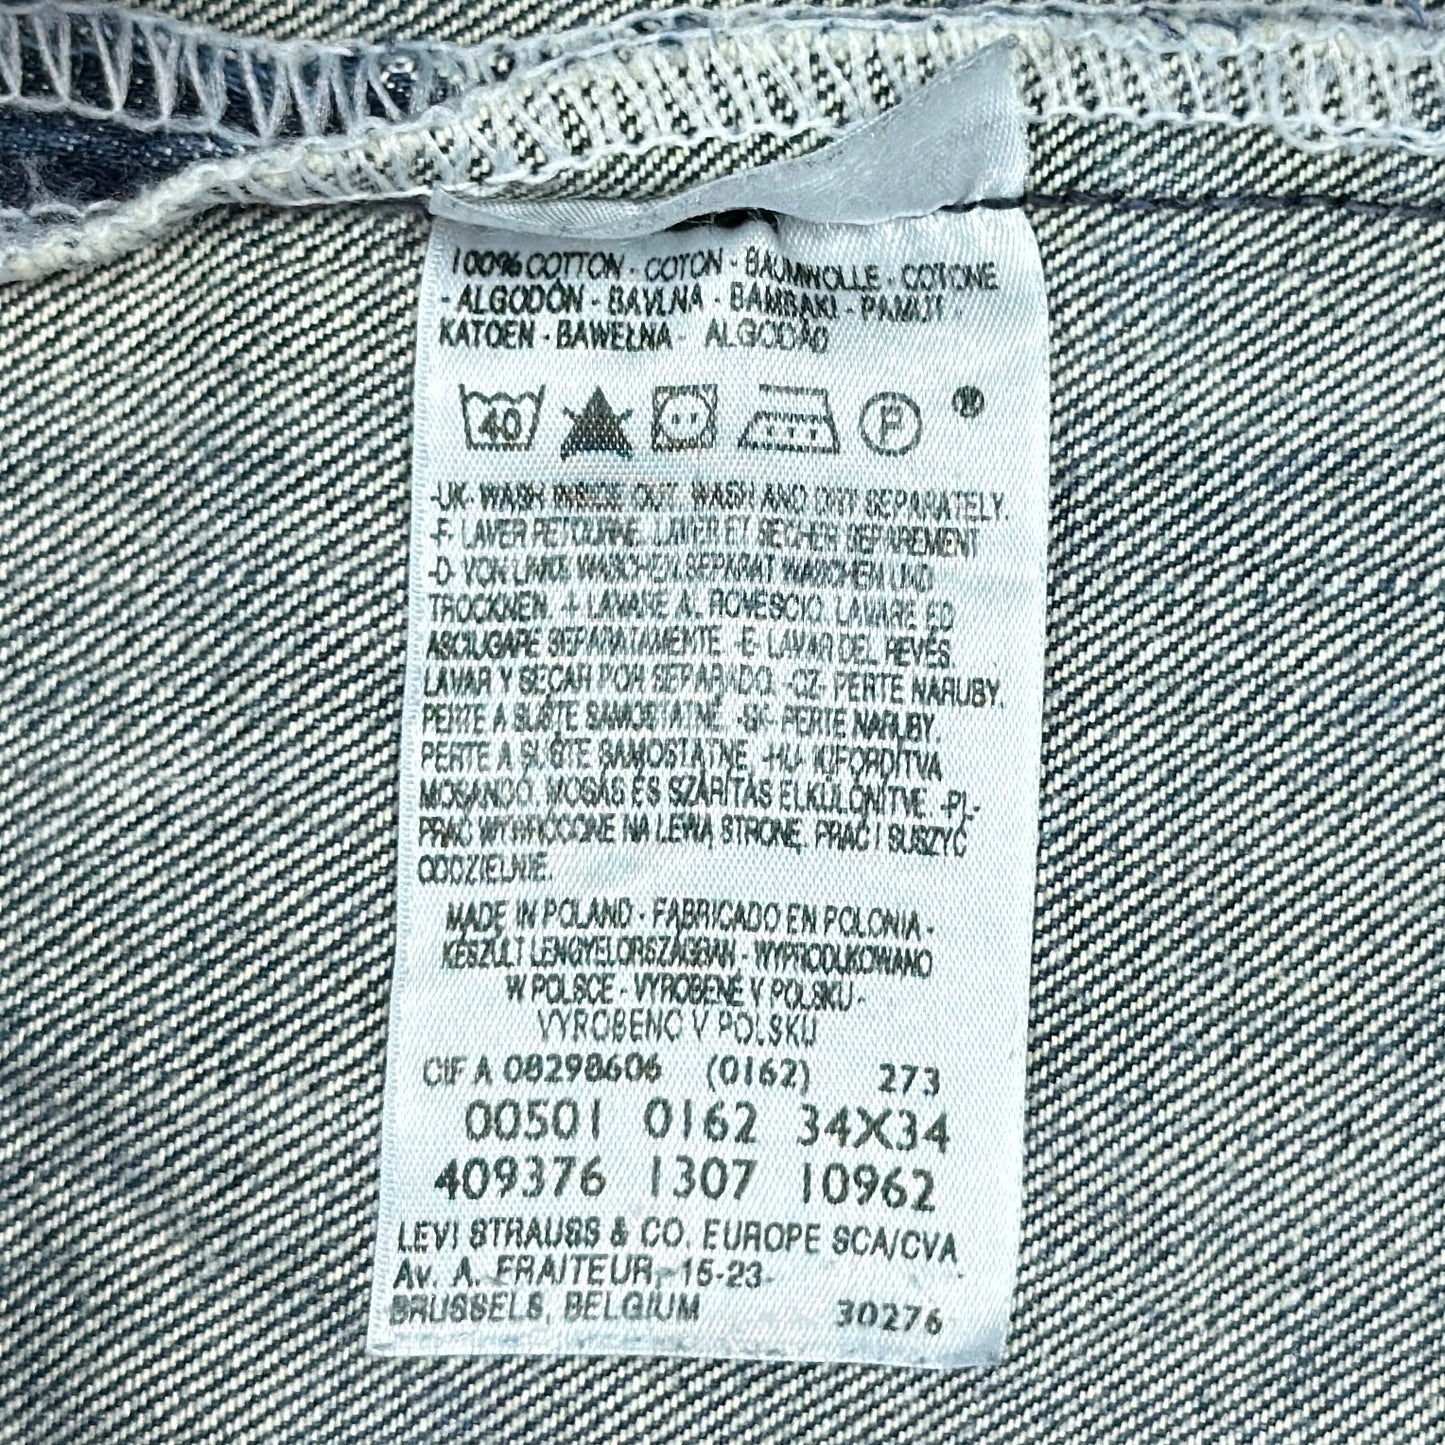 100% COTTON - COTON - BAUMWOLLE - COTONE
- ALGODÓN - BAVLNA - BAMBAKI - PAMUT -
KATOEN - BAWEŁNA - ALGODÃO
40 P ®
-UK- WASH INSIDE OUT. WASH AND DRY SEPARATELY.
-F- LAVER RETOURNE. LAVER ET SECHER SEPAREMENT
-D- VON LINKS WASCHEN. SEPARAT WASCHEN UND
TROCKNEN. -I- LAVARE AL ROVESCIO. LAVARE ED
ASCIUGARE SEPARATAMENTE -E- LAVAR DEL REVÉS.
LAVAR Y SECAR POR SEPARADO. -CZ- PERTE NARUBY.
PERTE A SUŠTE SAMOSTATNE. -SK- PERTE NARUBY.
PERTE A SUŠTE SAMOSTATNE. -HU- KIFORDÍTVA
MOSANDÓ. MOSÁS ÉS SZÁRÍTÁS ELKÜLÖNÍTVE. -PL-
PRAĆ WYWRÓCONE NA LEWĄ STRONĘ. PRAĆ I SUSZYĆ
ODDZIELNIE.
MADE IN POLAND - FABRICADO EN POLONIA -
KÉSZÜLT LENGYELORSZÁGBAN - WYPRODUKOWANO
W POLSCE - VYROBENÉ V POLSKU -
VYROBENO V POLSKU
CIF A 08298606 (0162) 273
00501 0162 34X34
409376 1307 10962
LEVI STRAUSS & CO. EUROPE SCA/CVA
AV. A. FRAITEUR, 15-23-
BRUSSELS, BELGIUM 30276